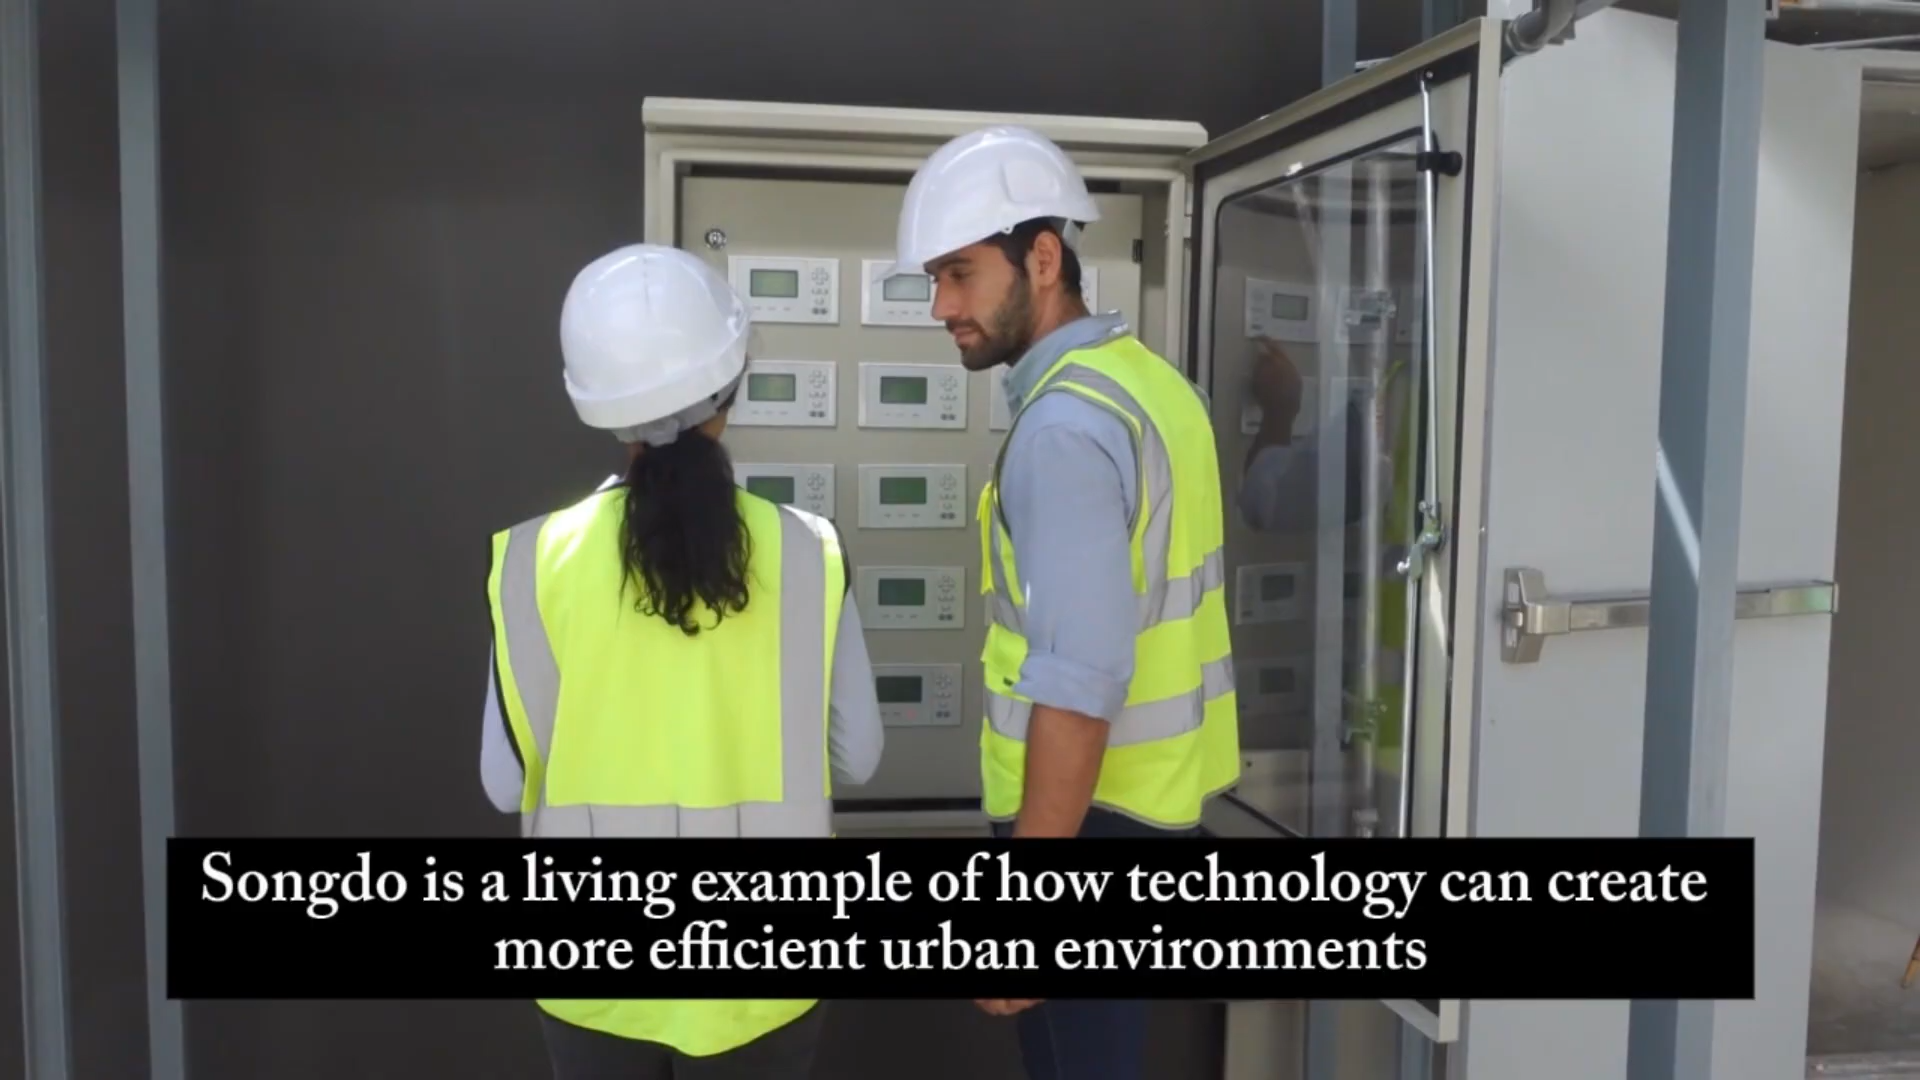 Songdo is a living example of how technology can create
more efficient urban environments